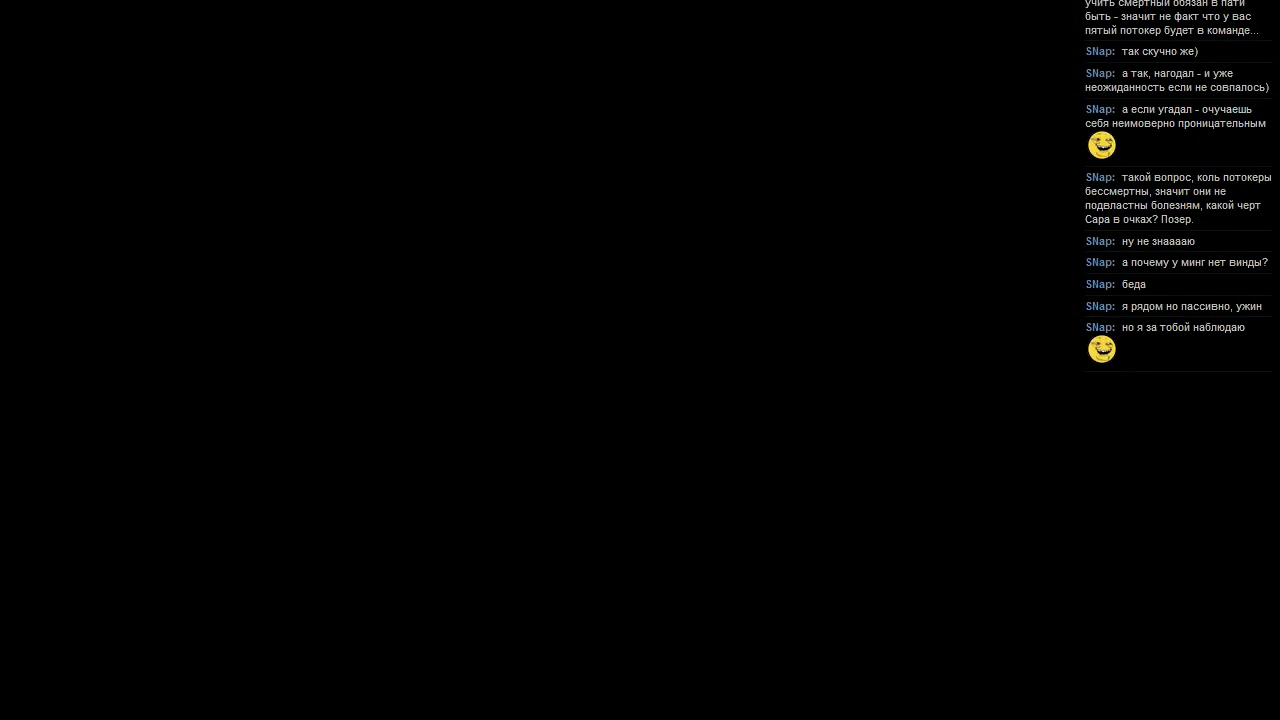 учить смертный обязан в пати
быть - значит не факт что у вас
пятый потокер будет в команде...
SNap: так скучно же)
SNap: а так, нагодал - и уже
неожиданность если не совпалось)
SNap: а если угадал - очучаешь
себя неимоверно проницательным
SNap: такой вопрос, коль потокеры
бессмертны, значит они не
подвластны болезням, какой черт
Сара в очках? Позер.
SNap: ну не знааааю
SNap: а почему у минг нет винды?
SNap: беда
SNap: я рядом но пассивно, ужин
SNap: но я за тобой наблюдаю